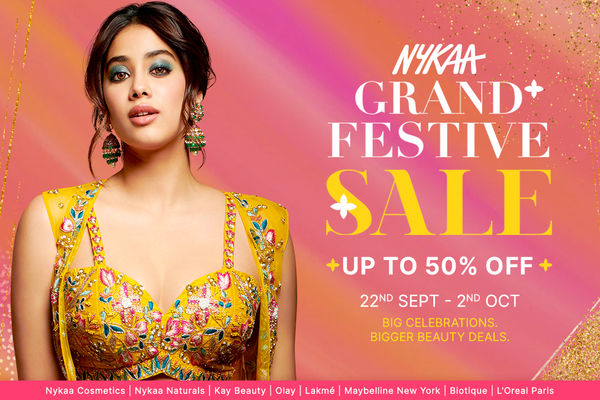 NYKAA
GRAND
FESTIVE
SALE
UP TO 50% OFF
22ND SEPT - 2ND OCT
BIG CELEBRATIONS.
BIGGER BEAUTY DEALS.
Nykaa Cosmetics | Nykaa Naturals | Kay Beauty | Olay | Lakmé | Maybelline New York | Biotique | L'Oreal Paris